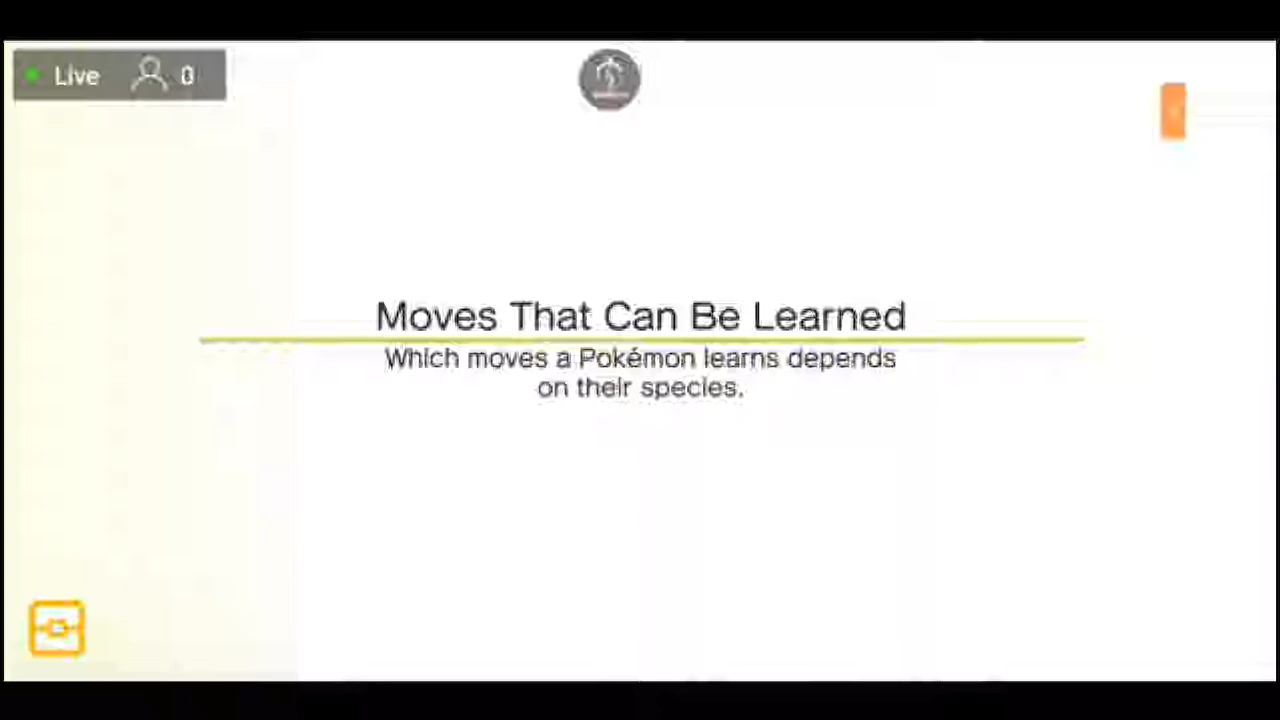 Live 0
Moves That Can Be Learned
Which moves a Pokémon learns depends
on their species.